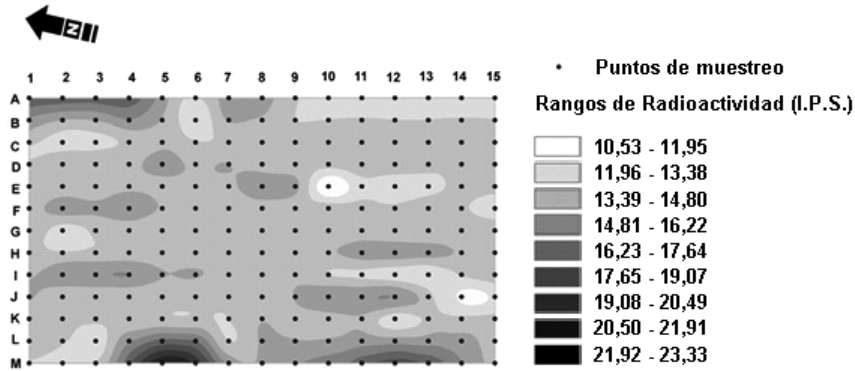 N
1 2 3 4 5 6 7 8 9 10 11 12 13 14 15
A
B
C
D
E
F
G
H
I
J
K
L
M
Puntos de muestreo
Rangos de Radioactividad (I.P.S.)
10,53 - 11,95
11,96 - 13,38
13,39 - 14,80
14,81 - 16,22
16,23 - 17,64
17,65 - 19,07
19,08 - 20,49
20,50 - 21,91
21,92 - 23,33